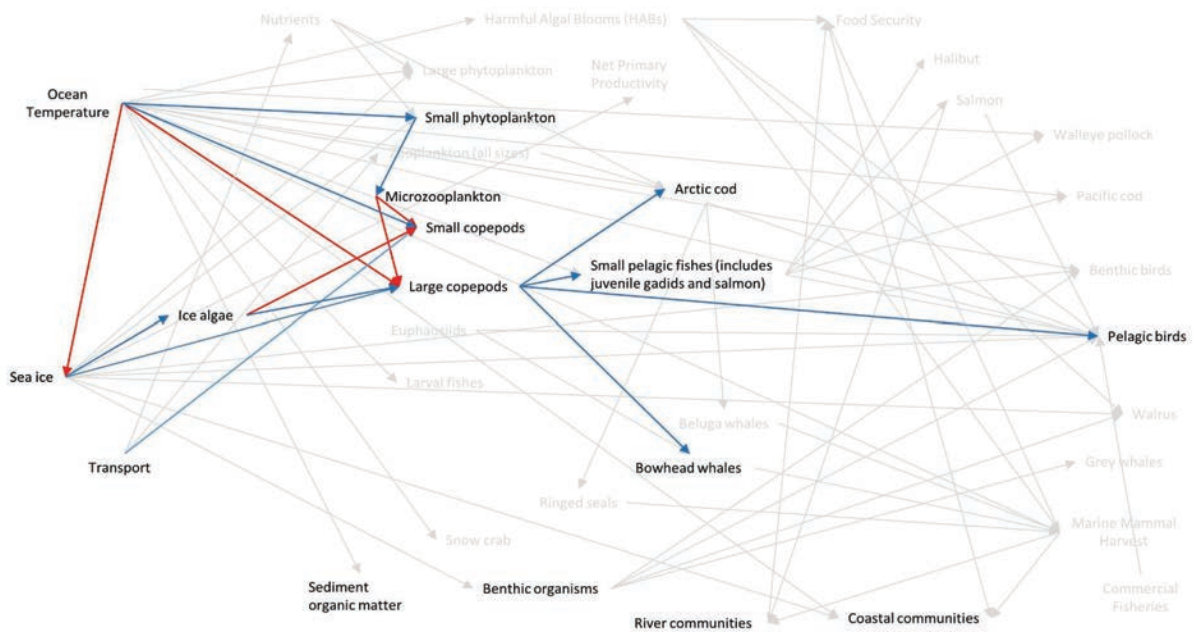 Nutrients
Harmful Algal Blooms (HABs)
Food Security
Net Primary
Productivity
Halibut
Large phytoplankton
Ocean
Temperature
Salmon
Small phytoplankton
Walleye pollock
plankton (all sizes)
Arctic cod
Microzooplankton
Pacific cod
Small copepods
Small pelagic fishes (includes
juvenile gadids and salmon)
Benthic birds
Large copepods
Ice algae
Euphausiids
Pelagic birds
Sea ice
Larval fishes
Walrus
Beluga whales
Transport
Bowhead whales
Grey whales
Ringed seals
Marine Mammal
Harvest
Snow crab
Sediment
organic matter
Benthic organisms
Commercial
Fisheries
River communities
Coastal communities